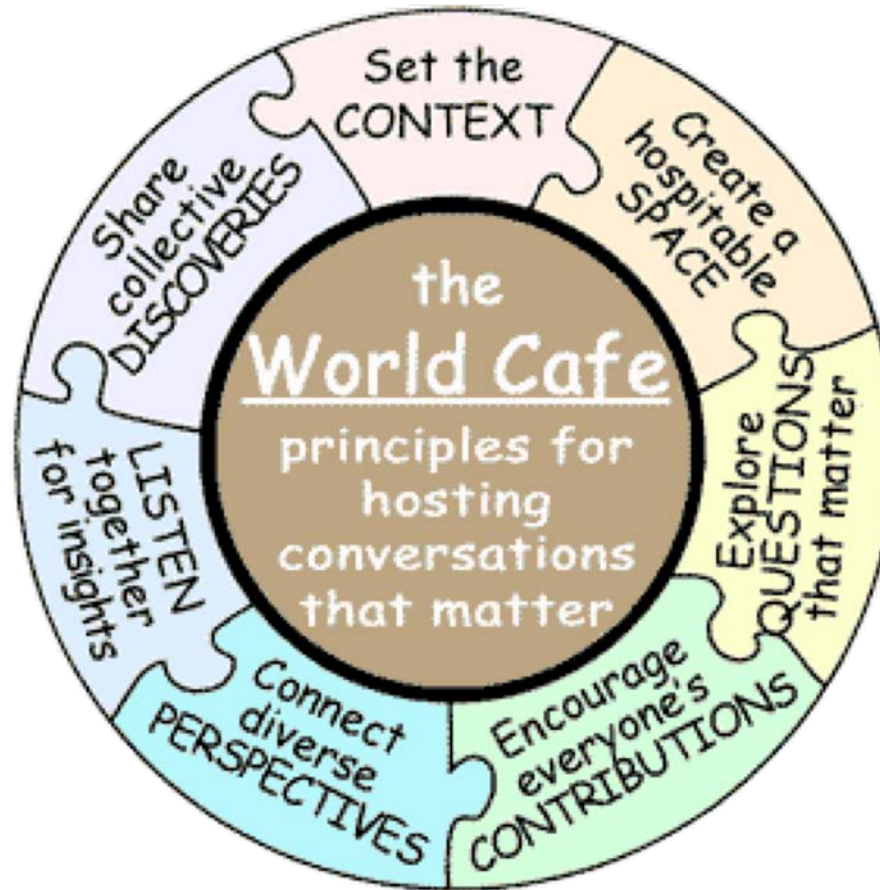 the
World Cafe
principles for
hosting
conversations
that matter
Set the
CONTEXT
Create a
hospitable
SPACE
Explore
QUESTIONS
that matter
Encourage
everyone's
CONTRIBUTIONS
Connect
diverse
PERSPECTIVES
LISTEN
together
for insights
Share
collective
DISCOVERIES